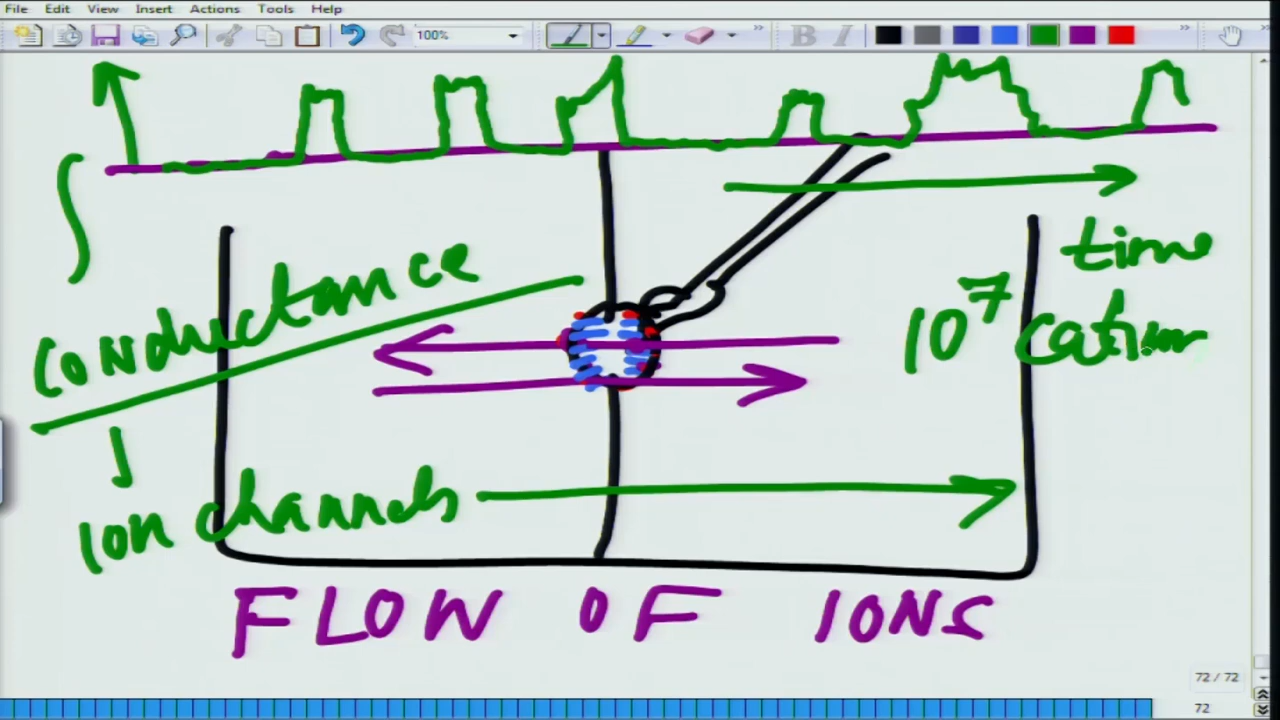 File Edit View Insert Actions Tools Help
100%
B I
time
conductance
10⁷ cation
Ion channels
FLOW OF IONS
72 / 72
72